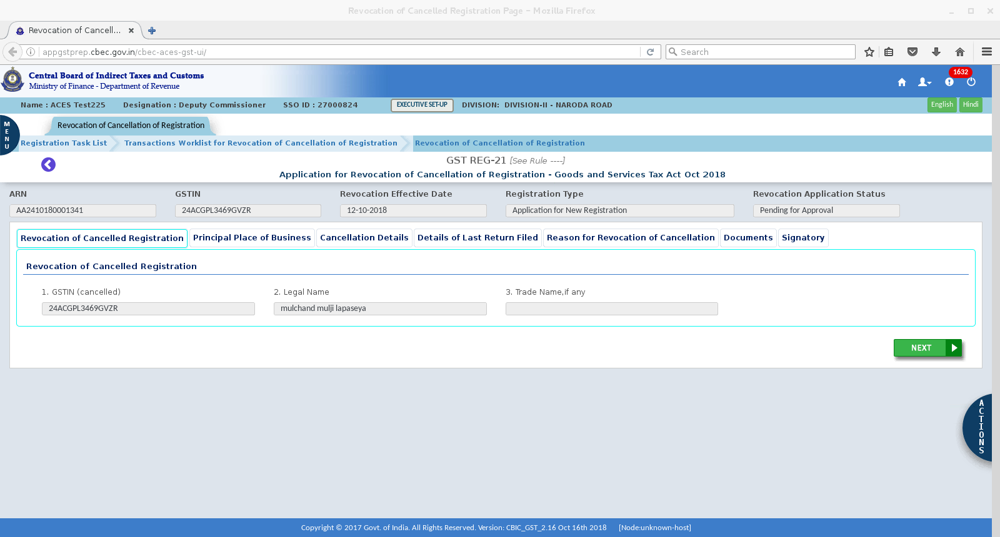 Revocation of Cancelled Registration Page - Mozilla Firefox
Revocation of Cancell...
appgstprep.cbec.gov.in/cbec-aces-gst-ui/
Search
Central Board of Indirect Taxes and Customs
Ministry of Finance - Department of Revenue
1632
Name : ACES Test225 Designation : Deputy Commissioner SSO ID : 27000824 EXECUTIVE SET-UP DIVISION: DIVISION-II - NARODA ROAD English Hindi
MENU
Revocation of Cancellation of Registration
Registration Task List Transactions Worklist for Revocation of Cancellation of Registration Revocation of Cancellation of Registration
GST REG-21 [See Rule ----]
Application for Revocation of Cancellation of Registration - Goods and Services Tax Act Oct 2018
ARN GSTIN Revocation Effective Date Registration Type Revocation Application Status
AA2410180001341 24ACGPL3469GVZR 12-10-2018 Application for New Registration Pending for Approval
Revocation of Cancelled Registration Principal Place of Business Cancellation Details Details of Last Return Filed Reason for Revocation of Cancellation Documents Signatory
Revocation of Cancelled Registration
1. GSTIN (cancelled) 2. Legal Name 3. Trade Name,if any
24ACGPL3469GVZR mulchand mulji lapaseya
NEXT
ACTIONS
Copyright © 2017 Govt. of India. All Rights Reserved. Version: CBIC_GST_2.16 Oct 16th 2018 [Node:unknown-host]